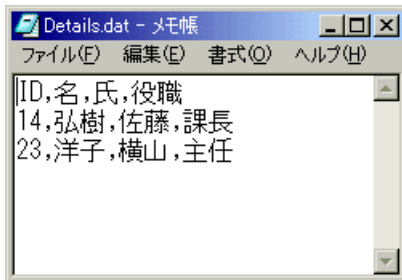 Details.dat - メモ帳
ファイル(F) 編集(E) 書式(O) ヘルプ(H)
ID,名,氏,役職
14,弘樹,佐藤,課長
23,洋子,横山,主任